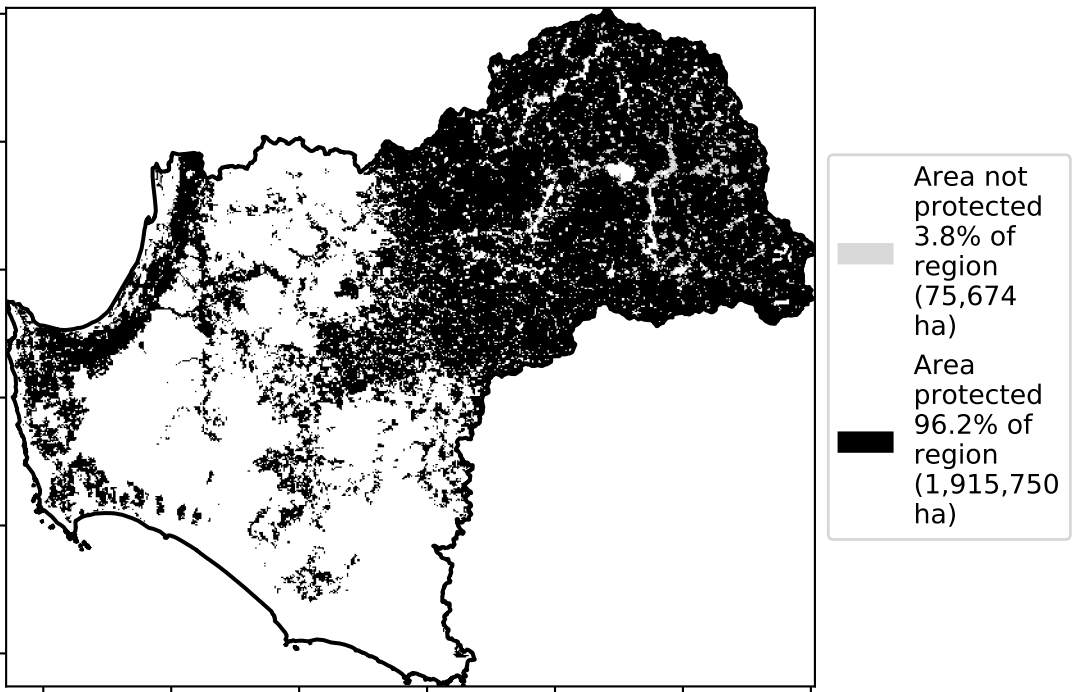 Area not
protected
3.8% of
region
(75,674
ha)
Area
protected
96.2% of
region
(1,915,750
ha)